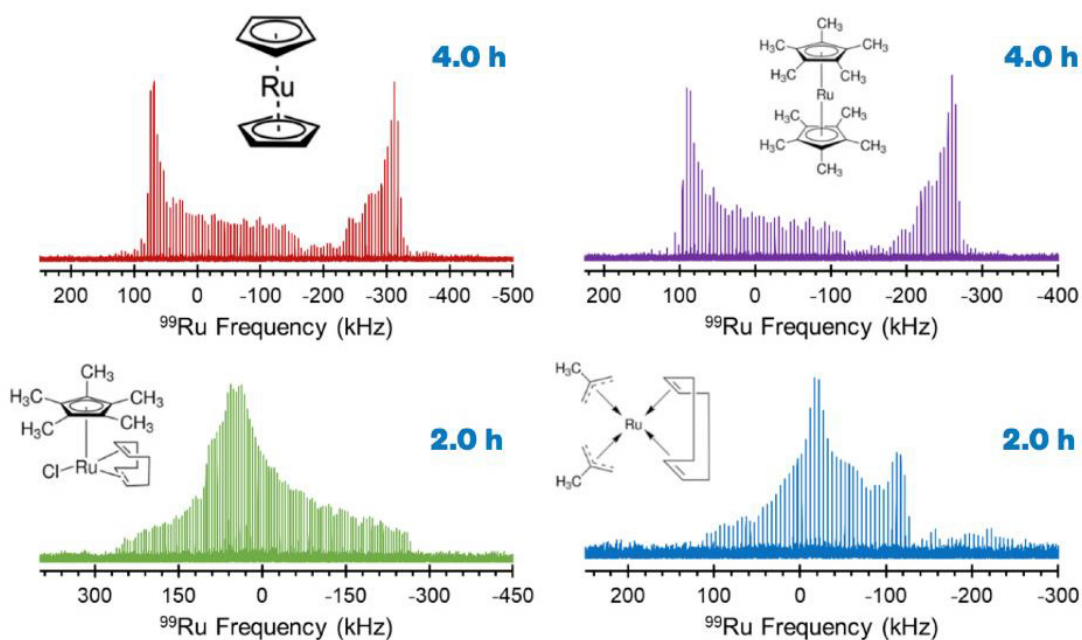 4.0 h
Ru
200 100 0 -100 -200 -300 -400 -500
⁹⁹Ru Frequency (kHz)
4.0 h
CH₃
H₃C CH₃
H₃C CH₃
Ru
H₃C CH₃
H₃C CH₃
CH₃
200 100 0 -100 -200 -300 -400
⁹⁹Ru Frequency (kHz)
2.0 h
H₃C CH₃
H₃C CH₃
H₃C
Cl Ru
300 150 0 -150 -300 -450
⁹⁹Ru Frequency (kHz)
2.0 h
H₃C
Ru
H₃C
200 100 0 -100 -200 -300
⁹⁹Ru Frequency (kHz)